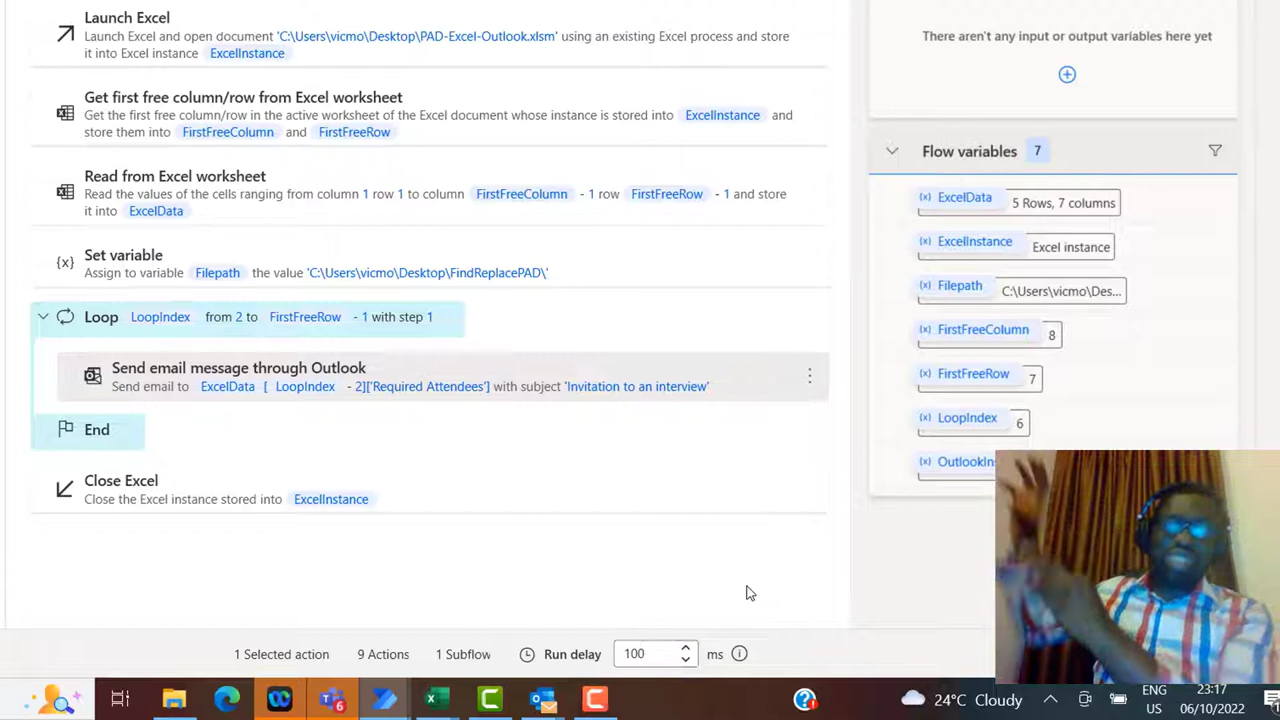 Launch Excel
Launch Excel and open document 'C:\Users\vicmo\Desktop\PAD-Excel-Outlook.xlsm' using an existing Excel process and store
it into Excel instance ExcelInstance
Get first free column/row from Excel worksheet
Get the first free column/row in the active worksheet of the Excel document whose instance is stored into ExcelInstance and
store them into FirstFreeColumn and FirstFreeRow
Read from Excel worksheet
Read the values of the cells ranging from column 1 row 1 to column FirstFreeColumn - 1 row FirstFreeRow - 1 and store
it into ExcelData
{x} Set variable
Assign to variable Filepath the value 'C:\Users\vicmo\Desktop\FindReplacePAD\'
Loop LoopIndex from 2 to FirstFreeRow - 1 with step 1
Send email message through Outlook
Send email to ExcelData [ LoopIndex - 2]['Required Attendees'] with subject 'Invitation to an interview'
End
Close Excel
Close the Excel instance stored into ExcelInstance
There aren't any input or output variables here yet
Flow variables 7
(x) ExcelData 5 Rows, 7 columns
(x) ExcelInstance Excel instance
(x) Filepath C:\Users\vicmo\Des...
(x) FirstFreeColumn 8
(x) FirstFreeRow 7
(x) LoopIndex 6
(x) OutlookIns
1 Selected action 9 Actions 1 Subflow Run delay 100 ms
6
24°C Cloudy
ENG
US
23:17
06/10/2022